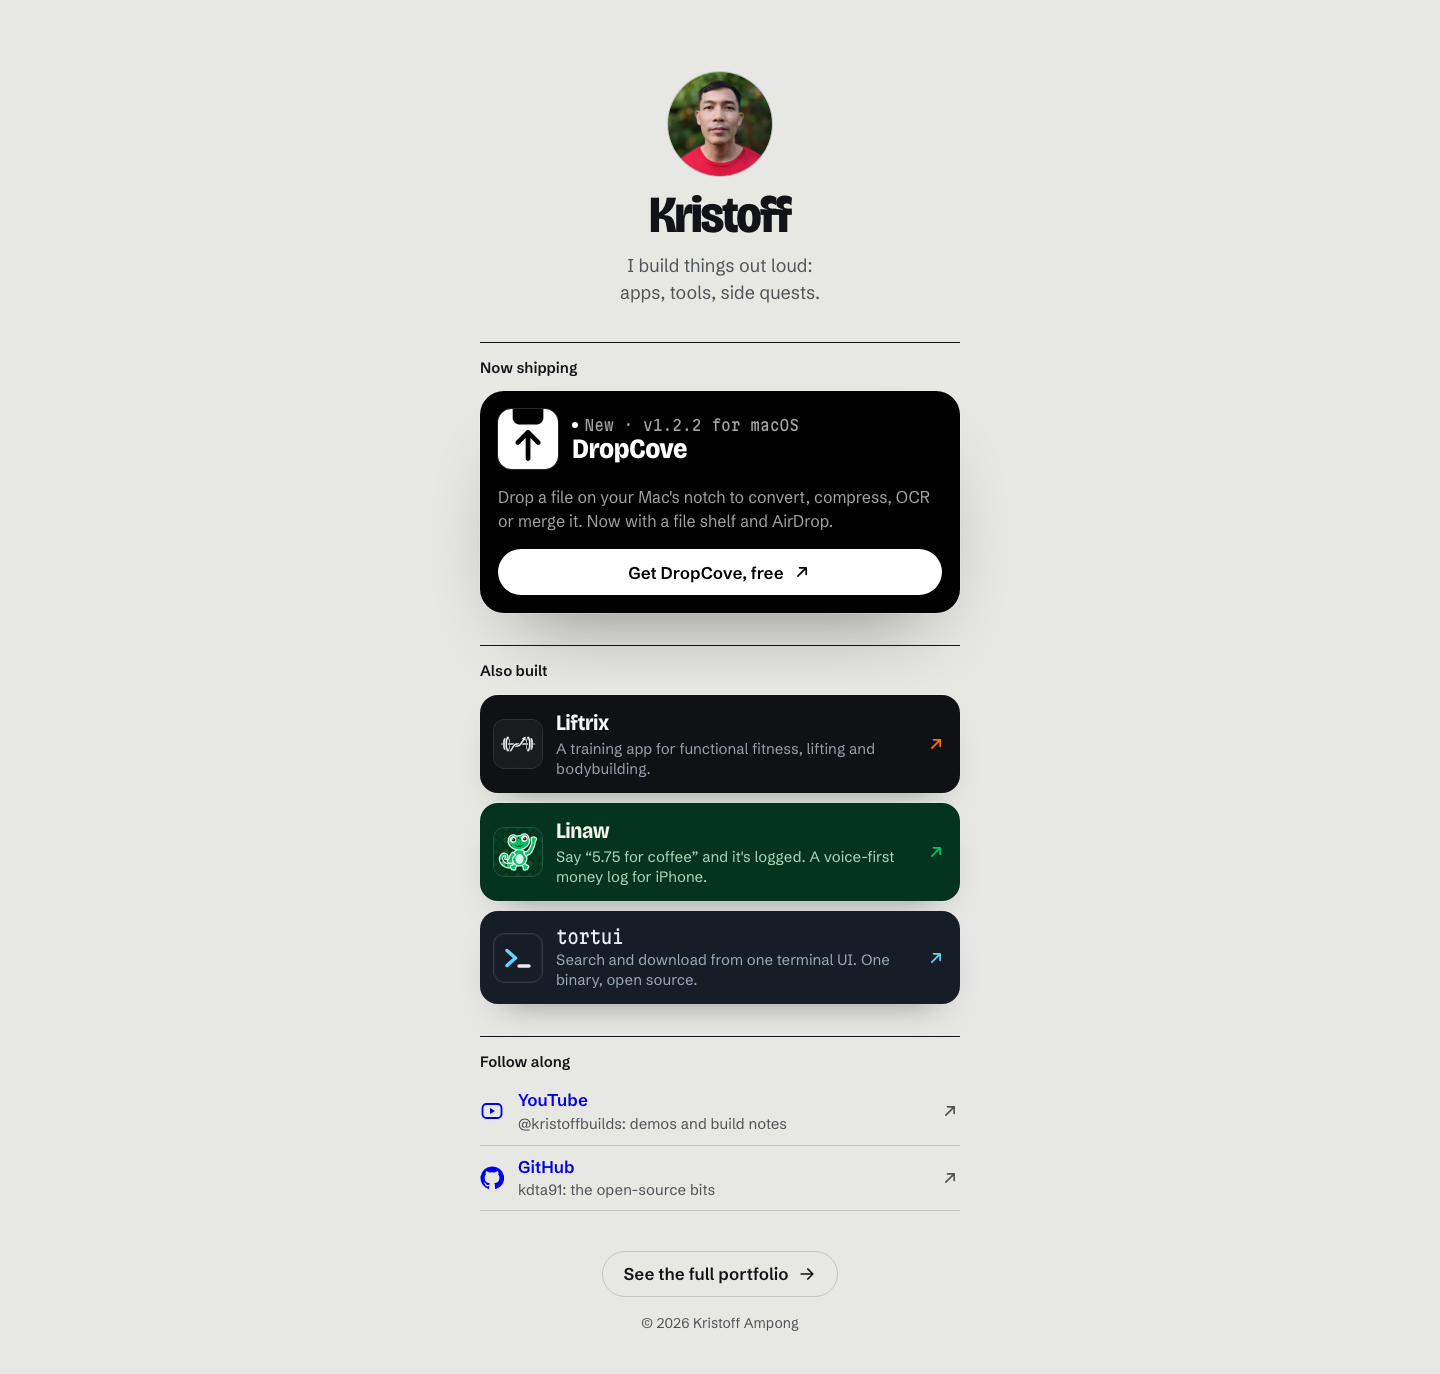 Kristoff
I build things out loud:
apps, tools, side quests.
Now shipping
New · v1.2.2 for macOS
DropCove
Drop a file on your Mac's notch to convert, compress, OCR
or merge it. Now with a file shelf and AirDrop.
Get DropCove, free
Also built
Liftrix
A training app for functional fitness, lifting and
bodybuilding.
Linaw
Say “5.75 for coffee” and it's logged. A voice-first
money log for iPhone.
tortui
Search and download from one terminal UI. One
binary, open source.
Follow along
YouTube
@kristoffbuilds: demos and build notes
GitHub
kdta91: the open-source bits
See the full portfolio
© 2026 Kristoff Ampong